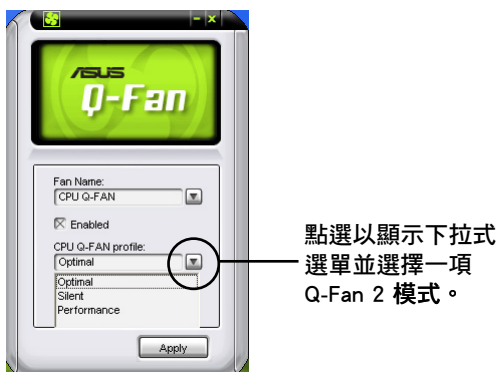 ASUS
Q-Fan
Fan Name:
CPU Q-FAN
Enabled
CPU Q-FAN profile:
Optimal
Optimal
Silent
Performance
Apply
點選以顯示下拉式
選單並選擇一項
Q-Fan 2 模式。